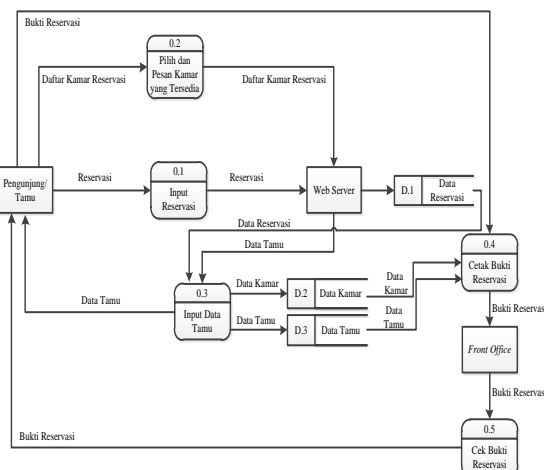 Bukti Reservasi
0.2
Pilih dan
Pesan Kamar
yang Tersedia
Daftar Kamar Reservasi
Daftar Kamar Reservasi
Pengunjung/
Tamu
Reservasi
0.1
Input
Reservasi
Reservasi
Web Server
D.1
Data
Reservasi
Data Reservasi
Data Tamu
0.4
Cetak Bukti
Reservasi
0.3
Input Data
Tamu
Data Tamu
Data Kamar
D.2
Data Kamar
Data
Kamar
Data Tamu
D.3
Data Tamu
Data
Tamu
Bukti Reservas
Front Office
Bukti Reservas
0.5
Cek Bukti
Reservasi
Bukti Reservasi